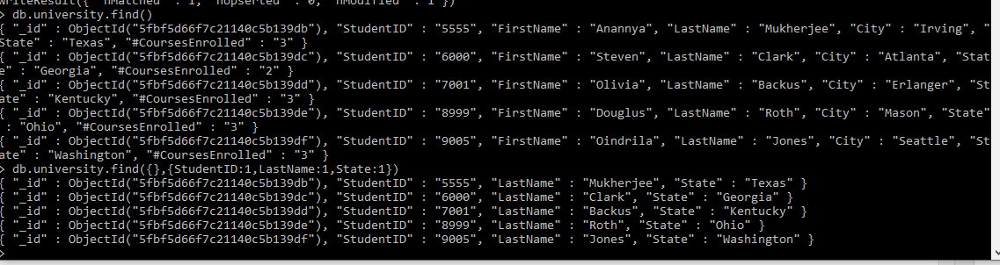 WriteResult({ "nMatched" : 1, "nUpserted" : 0, "nModified" : 1 })
> db.university.find()
{ "_id" : ObjectId("5fbf5d66f7c21140c5b139db"), "StudentID" : "5555", "FirstName" : "Anannya", "LastName" : "Mukherjee", "City" : "Irving", "
State" : "Texas", "#CoursesEnrolled" : "3" }
{ "_id" : ObjectId("5fbf5d66f7c21140c5b139dc"), "StudentID" : "6000", "FirstName" : "Steven", "LastName" : "Clark", "City" : "Atlanta", "Stat
e" : "Georgia", "#CoursesEnrolled" : "2" }
{ "_id" : ObjectId("5fbf5d66f7c21140c5b139dd"), "StudentID" : "7001", "FirstName" : "Olivia", "LastName" : "Backus", "City" : "Erlanger", "St
ate" : "Kentucky", "#CoursesEnrolled" : "3" }
{ "_id" : ObjectId("5fbf5d66f7c21140c5b139de"), "StudentID" : "8999", "FirstName" : "Douglus", "LastName" : "Roth", "City" : "Mason", "State"
 : "Ohio", "#CoursesEnrolled" : "3" }
{ "_id" : ObjectId("5fbf5d66f7c21140c5b139df"), "StudentID" : "9005", "FirstName" : "Oindrila", "LastName" : "Jones", "City" : "Seattle", "St
ate" : "Washington", "#CoursesEnrolled" : "3" }
> db.university.find({},{StudentID:1,LastName:1,State:1})
{ "_id" : ObjectId("5fbf5d66f7c21140c5b139db"), "StudentID" : "5555", "LastName" : "Mukherjee", "State" : "Texas" }
{ "_id" : ObjectId("5fbf5d66f7c21140c5b139dc"), "StudentID" : "6000", "LastName" : "Clark", "State" : "Georgia" }
{ "_id" : ObjectId("5fbf5d66f7c21140c5b139dd"), "StudentID" : "7001", "LastName" : "Backus", "State" : "Kentucky" }
{ "_id" : ObjectId("5fbf5d66f7c21140c5b139de"), "StudentID" : "8999", "LastName" : "Roth", "State" : "Ohio" }
{ "_id" : ObjectId("5fbf5d66f7c21140c5b139df"), "StudentID" : "9005", "LastName" : "Jones", "State" : "Washington" }
>